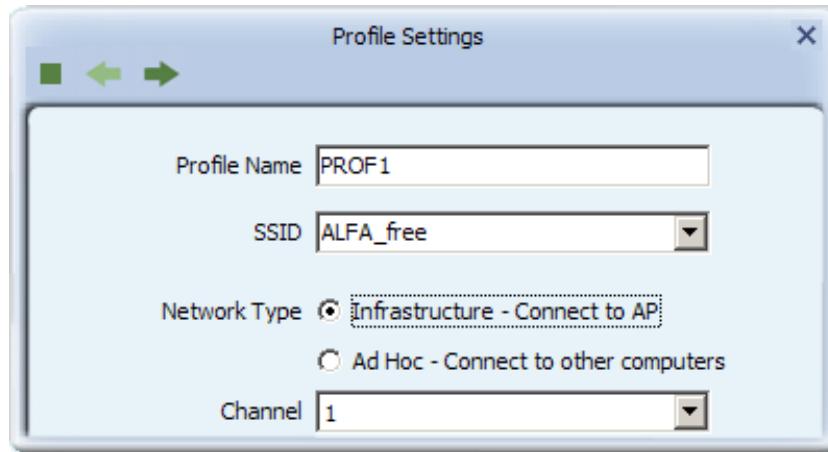 Profile Settings
Profile Name PROF1
SSID ALFA_free
Network Type Infrastructure - Connect to AP
Ad Hoc - Connect to other computers
Channel 1